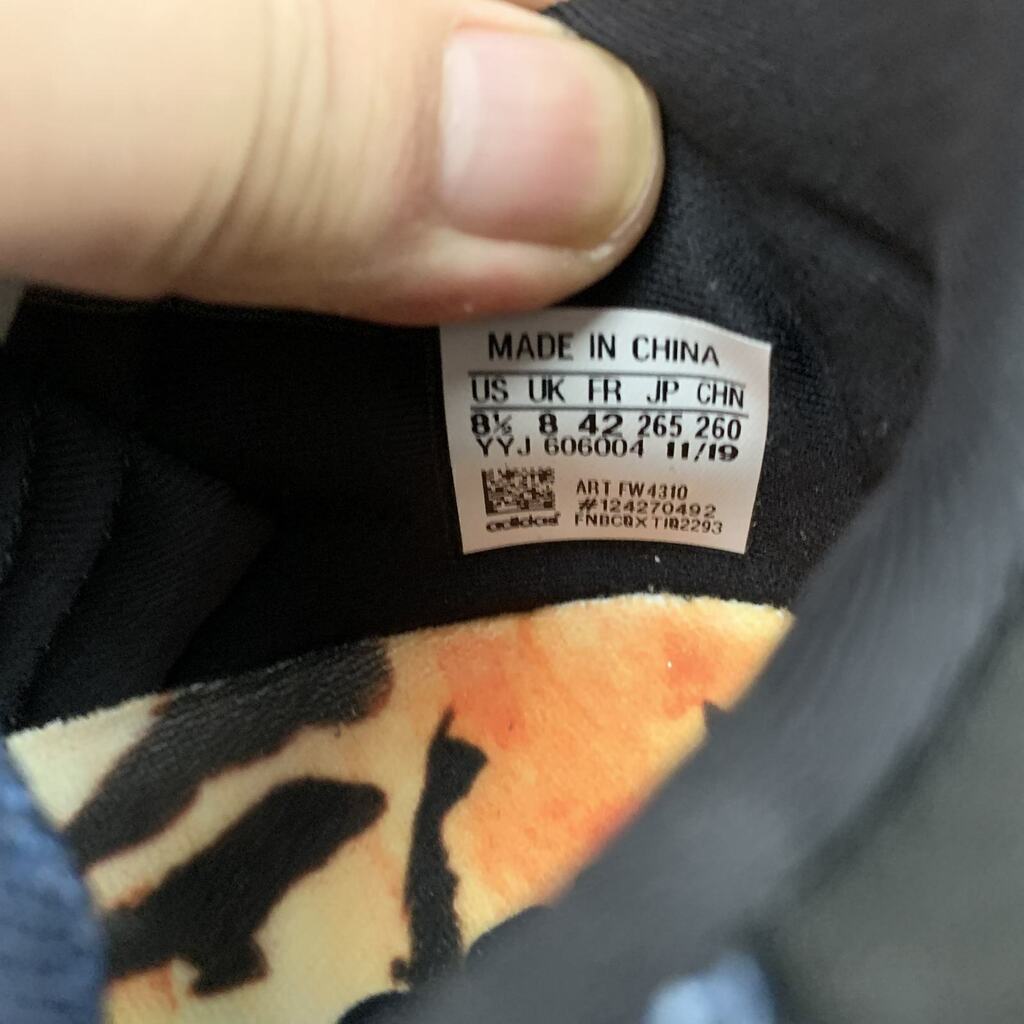 MADE IN CHINA
US UK FR JP CHN
8½ 8 42 265 260
YYJ 606004 11/19
ART FW4310
#124270492
adidas FNBCQXTIQ2293